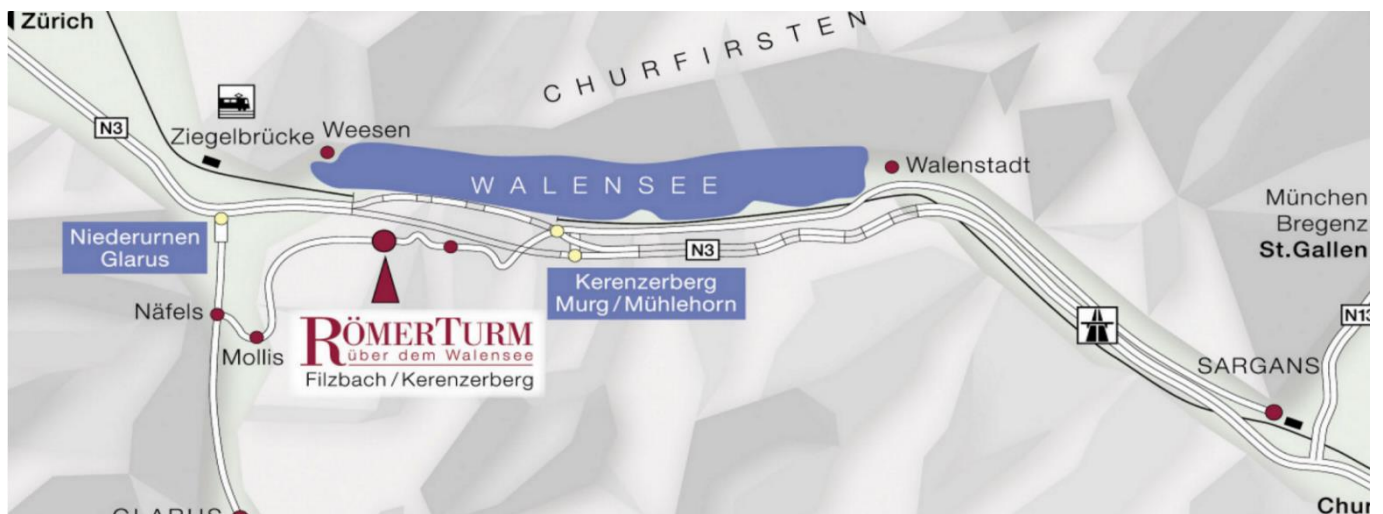 Zürich
CHURFIRSTEN
N3
Ziegelbrücke
Weesen
WALENSEE
Walenstadt
München
Bregenz
St.Gallen
Niederurnen
Glarus
N3
Kerenzerberg
Murg/Mühlehorn
Näfels
Mollis
RÖMERTURM
über dem Walensee
Filzbach/Kerenzerberg
N13
SARGANS
GLARUS
Chur